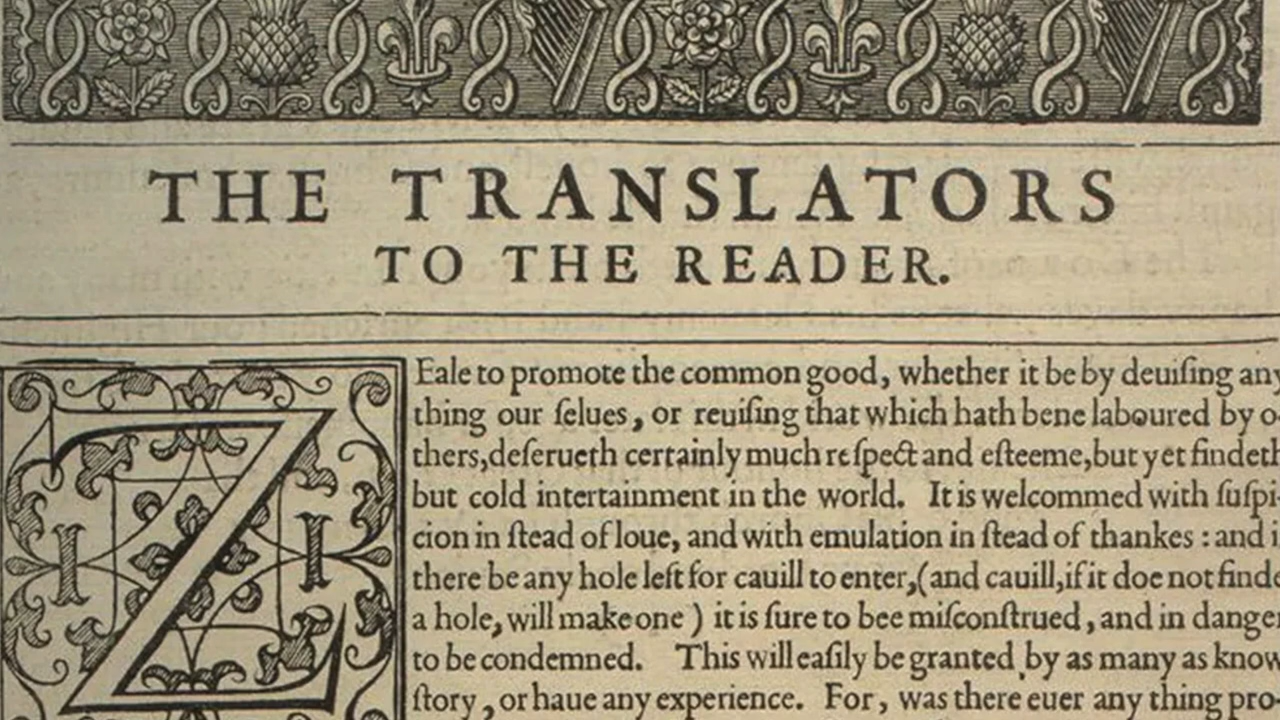 THE TRANSLATORS
TO THE READER.
ZEale to promote the common good, whether it be by deuiſing any
thing our ſelues, or reuiſing that which hath bene laboured by o
thers, deſerueth certainly much reſpect and eſteeme, but yet findeth
but cold intertainment in the world. It is welcommed with ſuſpi
cion in ſtead of loue, and with emulation in ſtead of thankes : and i
there be any hole left for cauill to enter, (and cauill, if it doe not finde
a hole, will make one ) it is ſure to bee miſconſtrued, and in danger
to be condemned. This will eaſily be granted by as many as know
ſtory, or haue any experience. For, was there euer any thing pro-